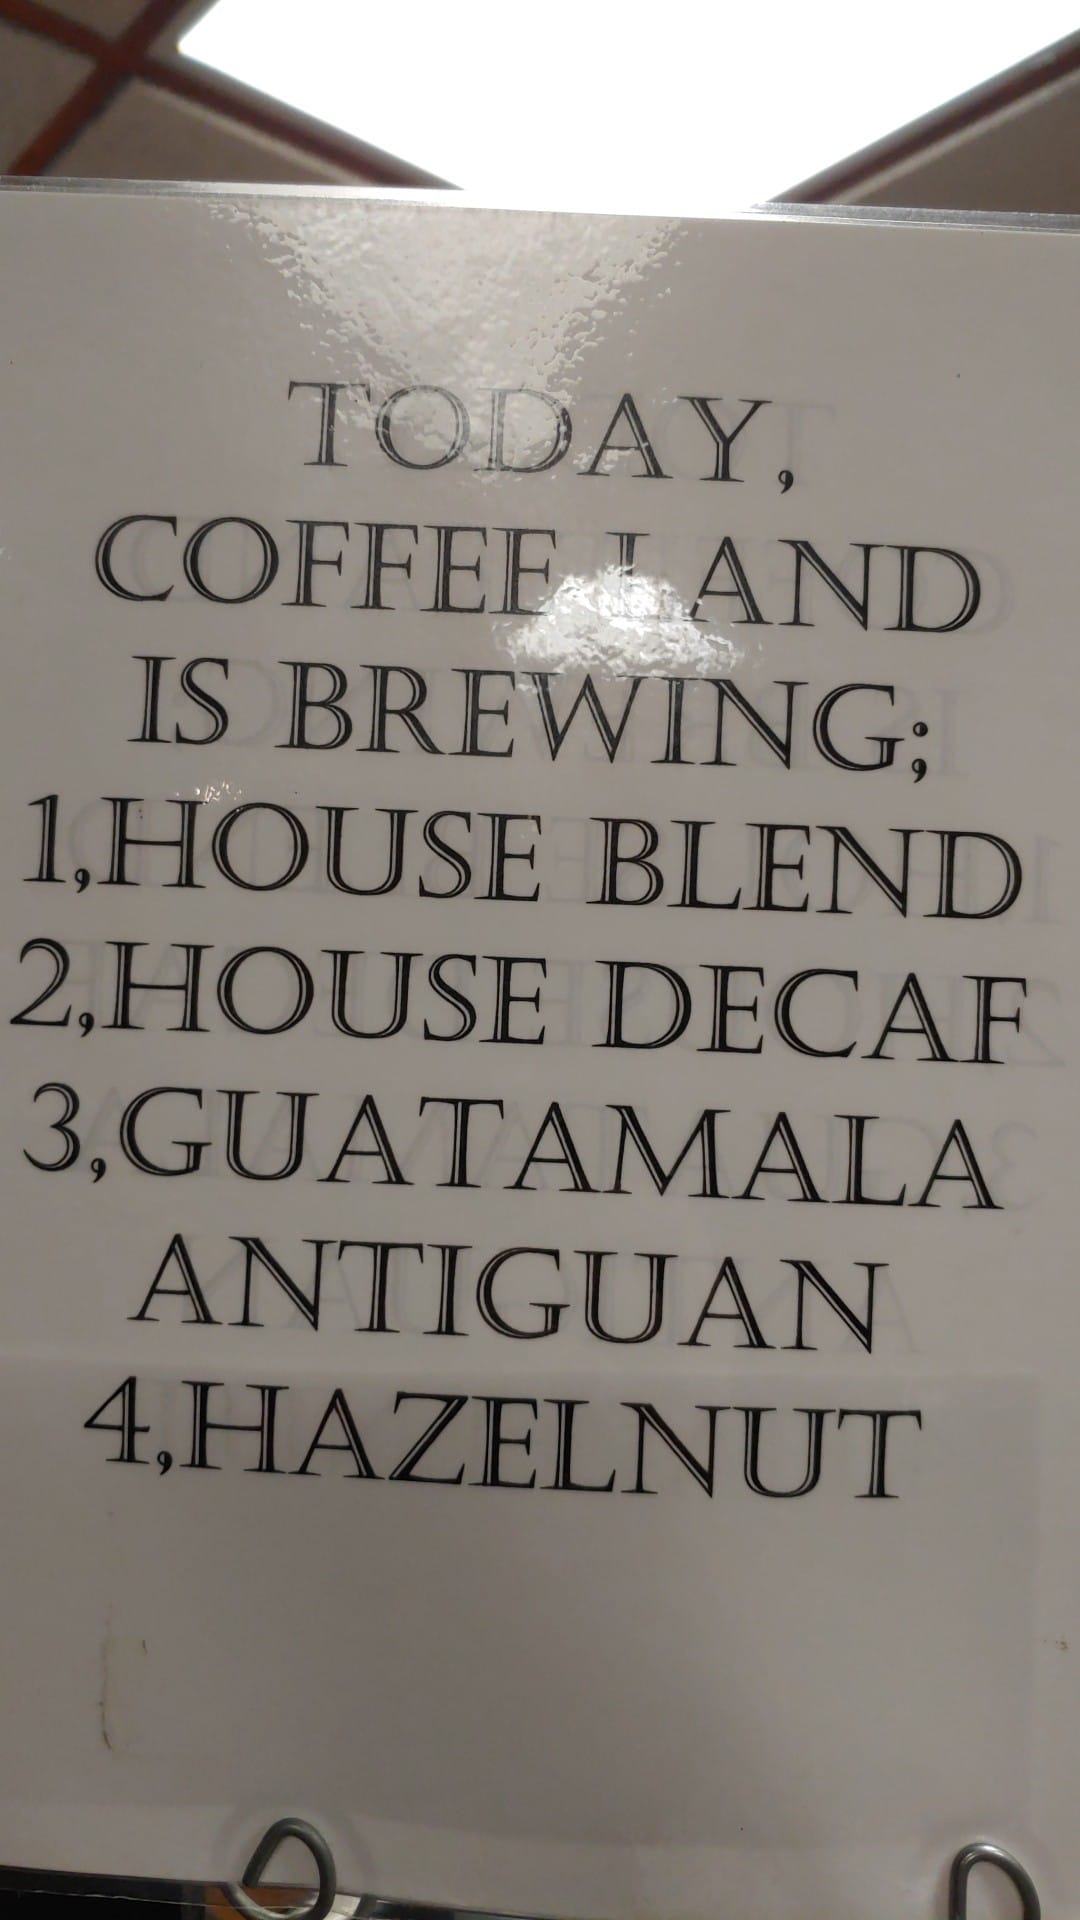 TODAY,
COFFEE LAND
IS BREWING;
1,HOUSE BLEND
2,HOUSE DECAF
3,GUATAMALA
ANTIGUAN
4,HAZELNUT